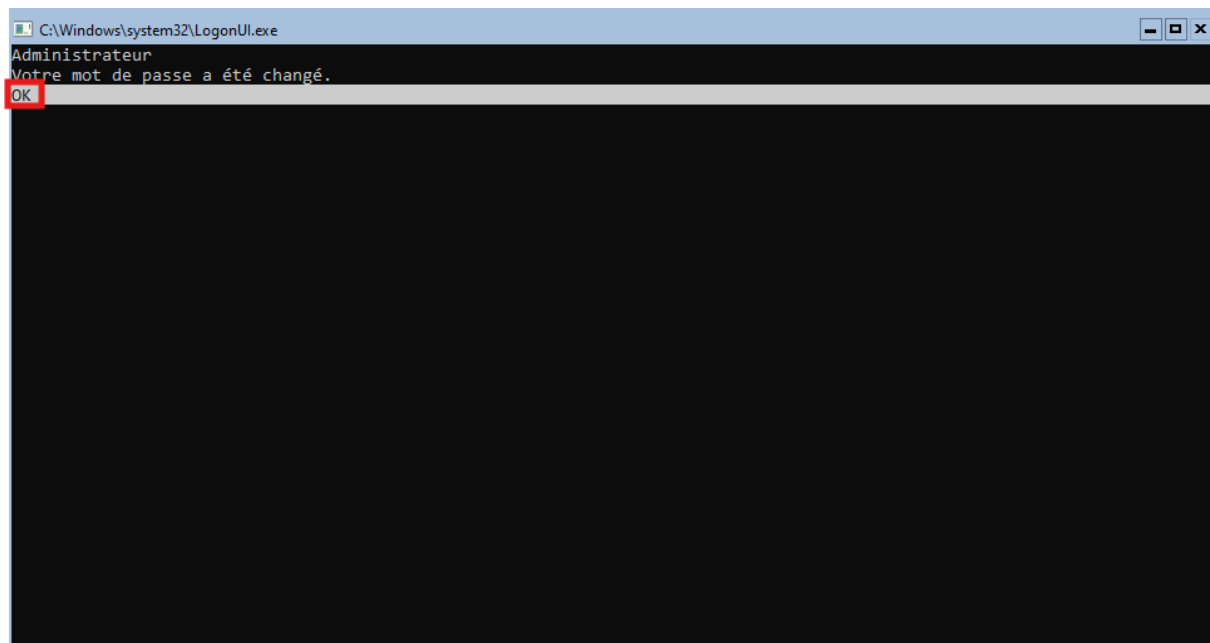 C:\Windows\system32\LogonUI.exe
Administrateur
Votre mot de passe a été changé.
OK